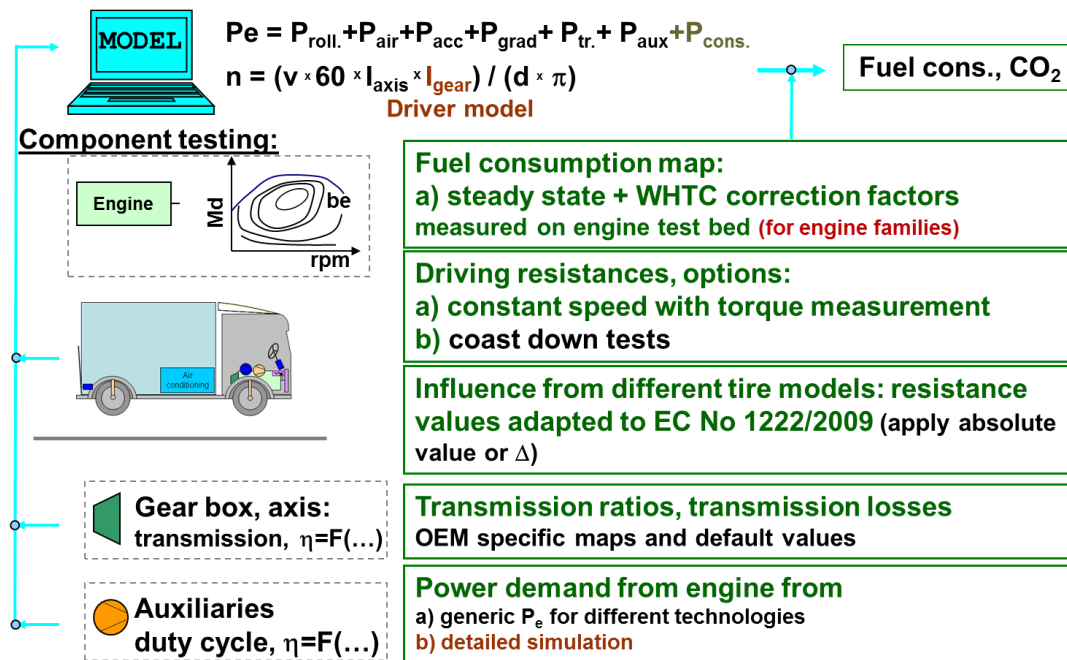 MODEL
Pe = Proll.+Pair+Pacc+Pgrad+ Ptr.+ Paux+Pcons.
n = (v x 60 x Iaxis x Igear) / (d x π)
Driver model
Fuel cons., CO2
Component testing:
Engine
Md
be
rpm
Fuel consumption map:
a) steady state + WHTC correction factors
measured on engine test bed (for engine families)
Driving resistances, options:
a) constant speed with torque measurement
b) coast down tests
Air
conditioning
Influence from different tire models: resistance
values adapted to EC No 1222/2009 (apply absolute
value or Δ)
Gear box, axis:
transmission, η=F(…)
Transmission ratios, transmission losses
OEM specific maps and default values
Auxiliaries
duty cycle, η=F(…)
Power demand from engine from
a) generic Pe for different technologies
b) detailed simulation